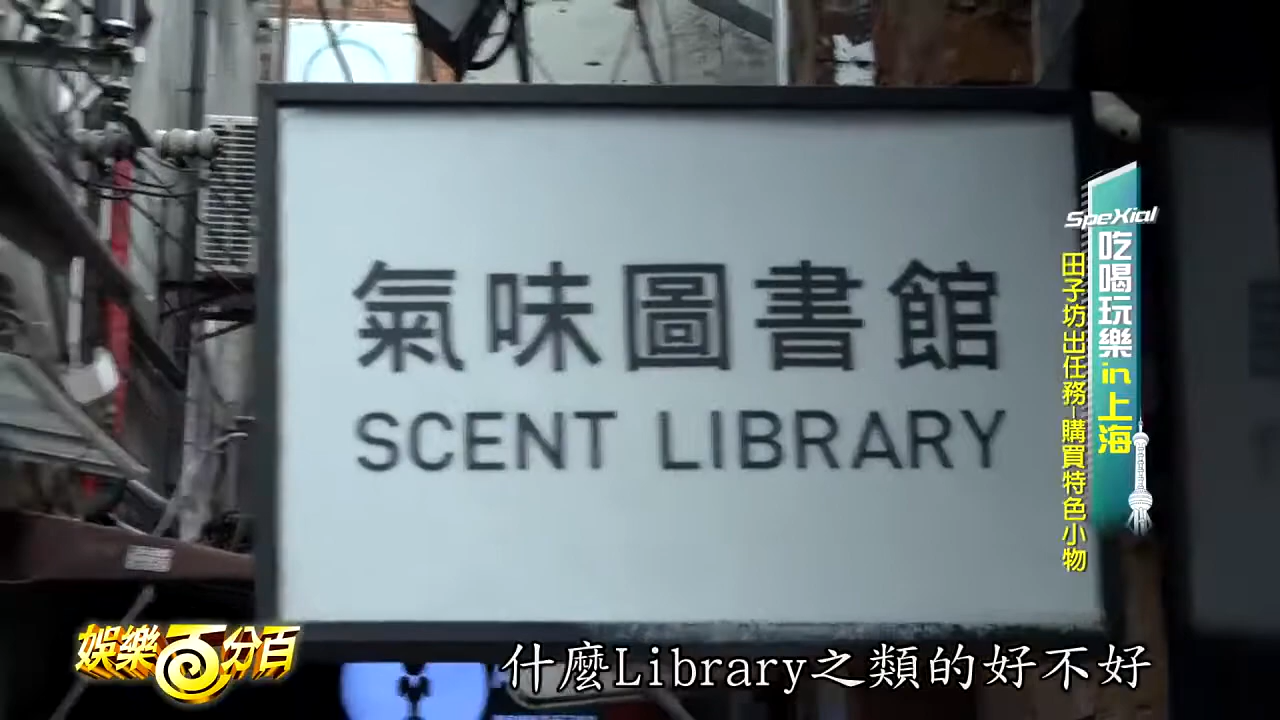 氣味圖書館
SCENT LIBRARY
SpeXial
吃喝玩樂in上海
田子坊出任務-購買特色小物
娛樂百分百
什麼Library之類的好不好